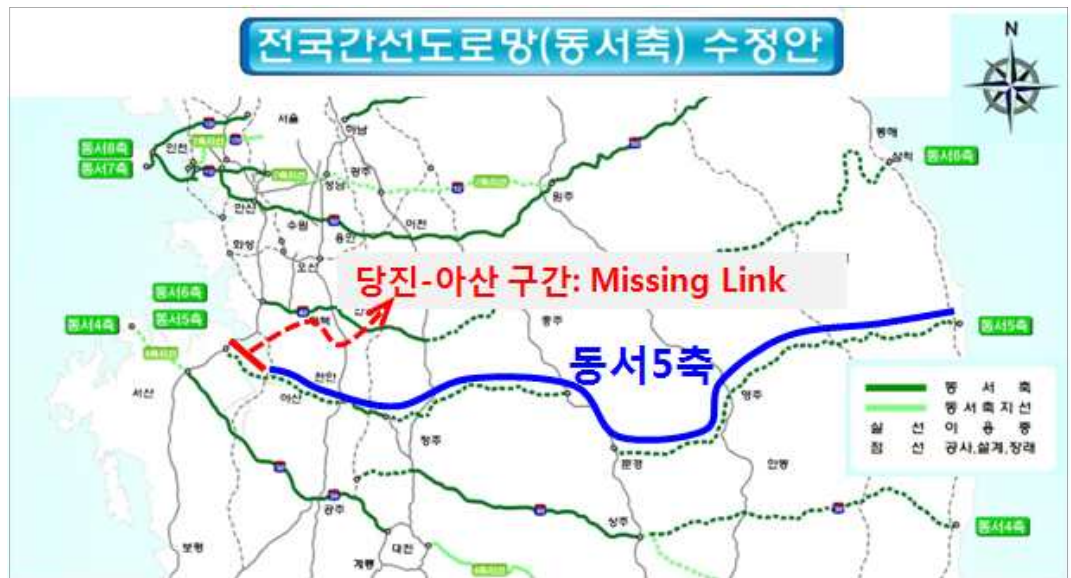 전국간선도로망(동서축) 수정안
N
서울
하남
동해
인천
동서8축
동서7축
삼척
동서6축
광주
성남
원주
안산
수원
용인
이천
화성
오산
당진-아산 구간: Missing Link
동서6축
동서5축
동서4축
충주
동서5축
동서5축
서산
천안
아산
영주
청주
문경
안동
동 서 축
동 서 축 지 선
실 선 이 용 중
점 선 공사,설계,장래
상주
동서4축
공주
보령
대전
계룡